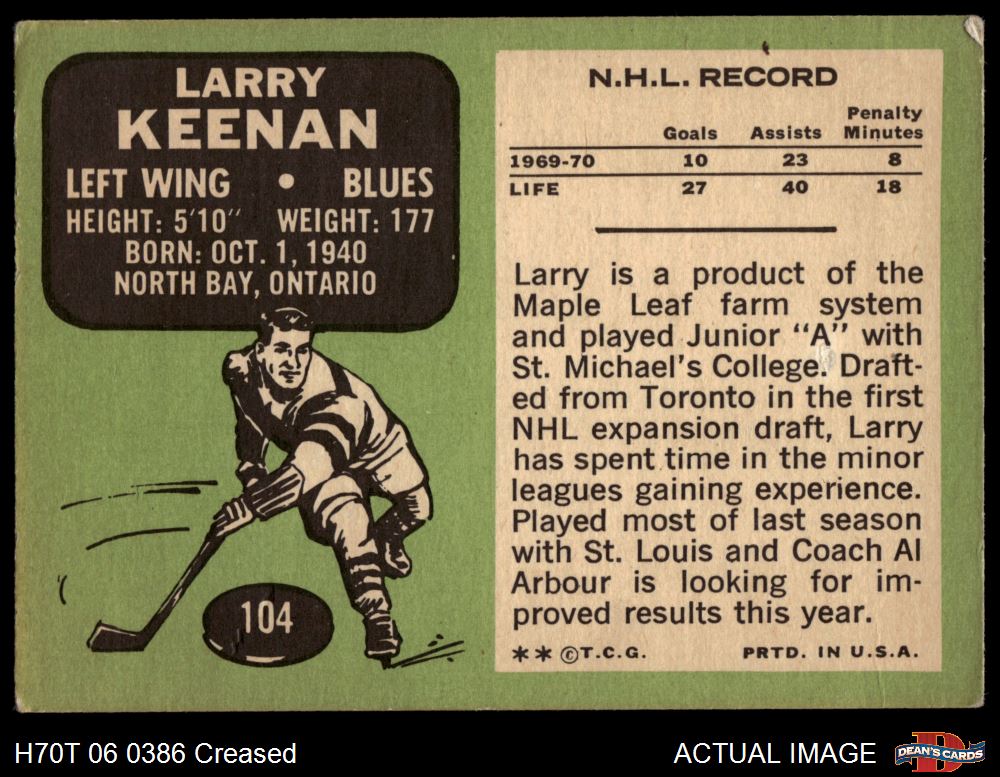 LARRY
KEENAN
LEFT WING • BLUES
HEIGHT: 5'10" WEIGHT: 177
BORN: OCT. 1, 1940
NORTH BAY, ONTARIO
104
N.H.L. RECORD
Goals Assists Penalty Minutes
1969-70 10 23 8
LIFE 27 40 18
Larry is a product of the
Maple Leaf farm system
and played Junior "A" with
St. Michael's College. Draft-
ed from Toronto in the first
NHL expansion draft, Larry
has spent time in the minor
leagues gaining experience.
Played most of last season
with St. Louis and Coach Al
Arbour is looking for im-
proved results this year.
**©T.C.G. PRTD. IN U.S.A.
H70T 06 0386 Creased
ACTUAL IMAGE
DEAN'S CARDS